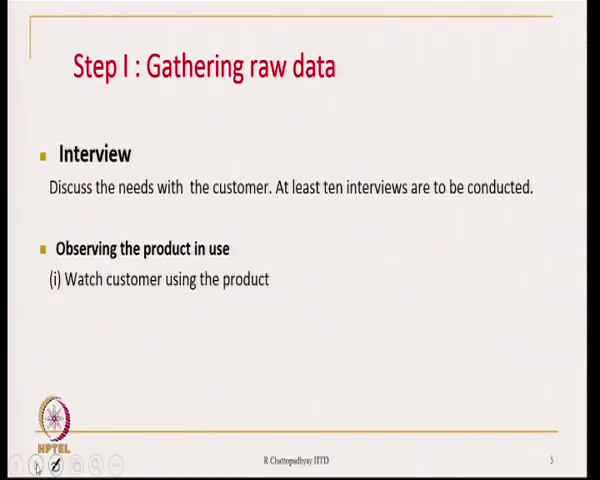 Step I : Gathering raw data
Interview
Discuss the needs with the customer. At least ten interviews are to be conducted.
Observing the product in use
(i) Watch customer using the product
NPTEL
R Chattopadhyay IITD
5